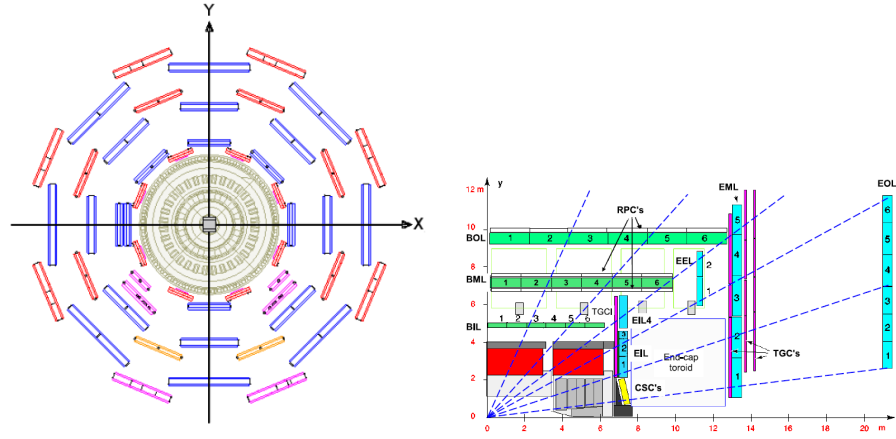 Y
X
12 m
y
10
8
6
4
2
0
0 2 4 6 8 10 12 14 16 18 20 m
EML
EOL
RPC's
BOL 1 2 3 4 5 6
EEL 2 1
BML 1 2 3 4 5 6
TGCI
BIL 1 2 3 4 5 6
EIL4
EIL 3 2 1
CSC's
End-cap
toroid
TGC's
5
4
3
2
1
6
5
4
3
2
1